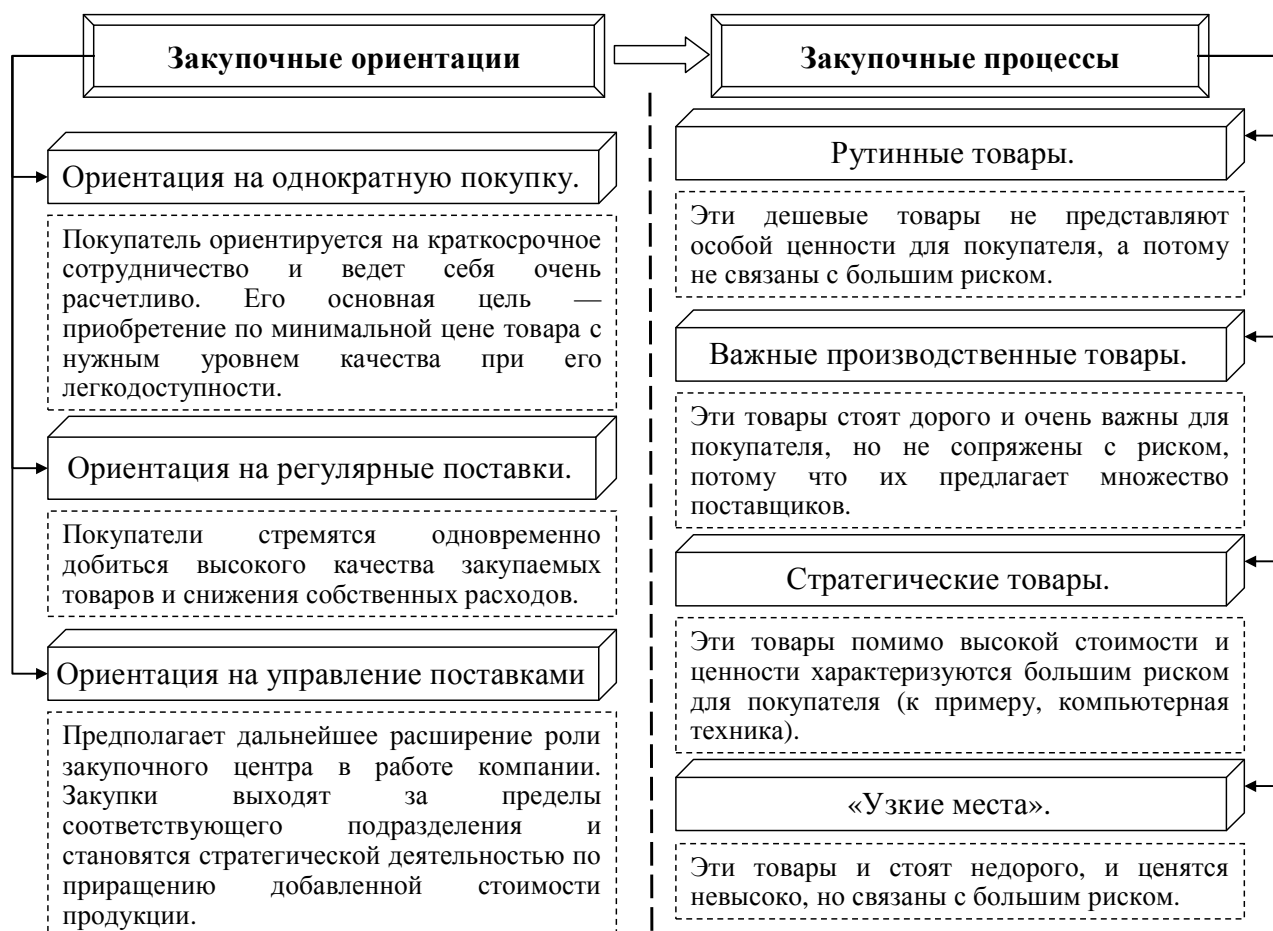 Закупочные ориентации
Ориентация на однократную покупку.
Покупатель ориентируется на краткосрочное
сотрудничество и ведет себя очень
расчетливо. Его основная цель —
приобретение по минимальной цене товара с
нужным уровнем качества при его
легкодоступности.
Ориентация на регулярные поставки.
Покупатели стремятся одновременно
добиться высокого качества закупаемых
товаров и снижения собственных расходов.
Ориентация на управление поставками
Предполагает дальнейшее расширение роли
закупочного центра в работе компании.
Закупки выходят за пределы
соответствующего подразделения и
становятся стратегической деятельностью по
приращению добавленной стоимости
продукции.
Закупочные процессы
Рутинные товары.
Эти дешевые товары не представляют
особой ценности для покупателя, а потому
не связаны с большим риском.
Важные производственные товары.
Эти товары стоят дорого и очень важны для
покупателя, но не сопряжены с риском,
потому что их предлагает множество
поставщиков.
Стратегические товары.
Эти товары помимо высокой стоимости и
ценности характеризуются большим риском
для покупателя (к примеру, компьютерная
техника).
«Узкие места».
Эти товары и стоят недорого, и ценятся
невысоко, но связаны с большим риском.